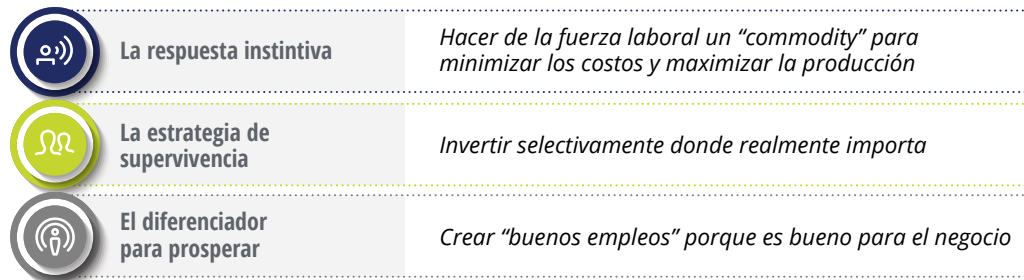 La respuesta instintiva
Hacer de la fuerza laboral un “commodity” para
minimizar los costos y maximizar la producción
La estrategia de
supervivencia
Invertir selectivamente donde realmente importa
El diferenciador
para prosperar
Crear “buenos empleos” porque es bueno para el negocio